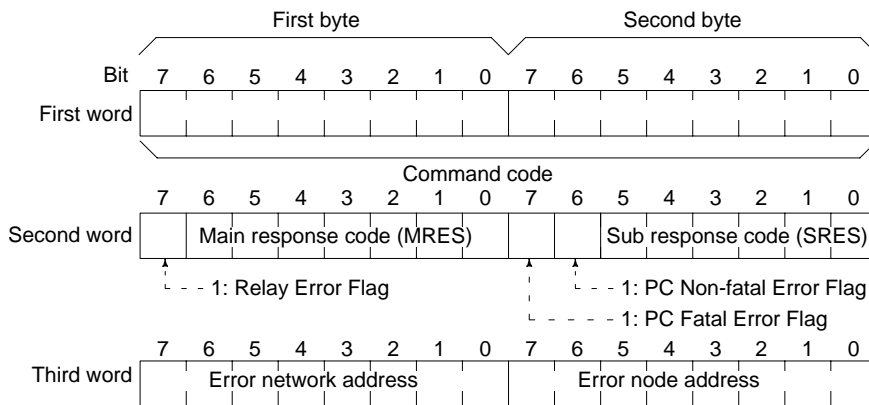 First byte Second byte
Bit 7 6 5 4 3 2 1 0 7 6 5 4 3 2 1 0
First word
Command code
7 6 5 4 3 2 1 0 7 6 5 4 3 2 1 0
Second word Main response code (MRES) Sub response code (SRES)
1: Relay Error Flag 1: PC Non-fatal Error Flag
1: PC Fatal Error Flag
7 6 5 4 3 2 1 0 7 6 5 4 3 2 1 0
Third word Error network address Error node address